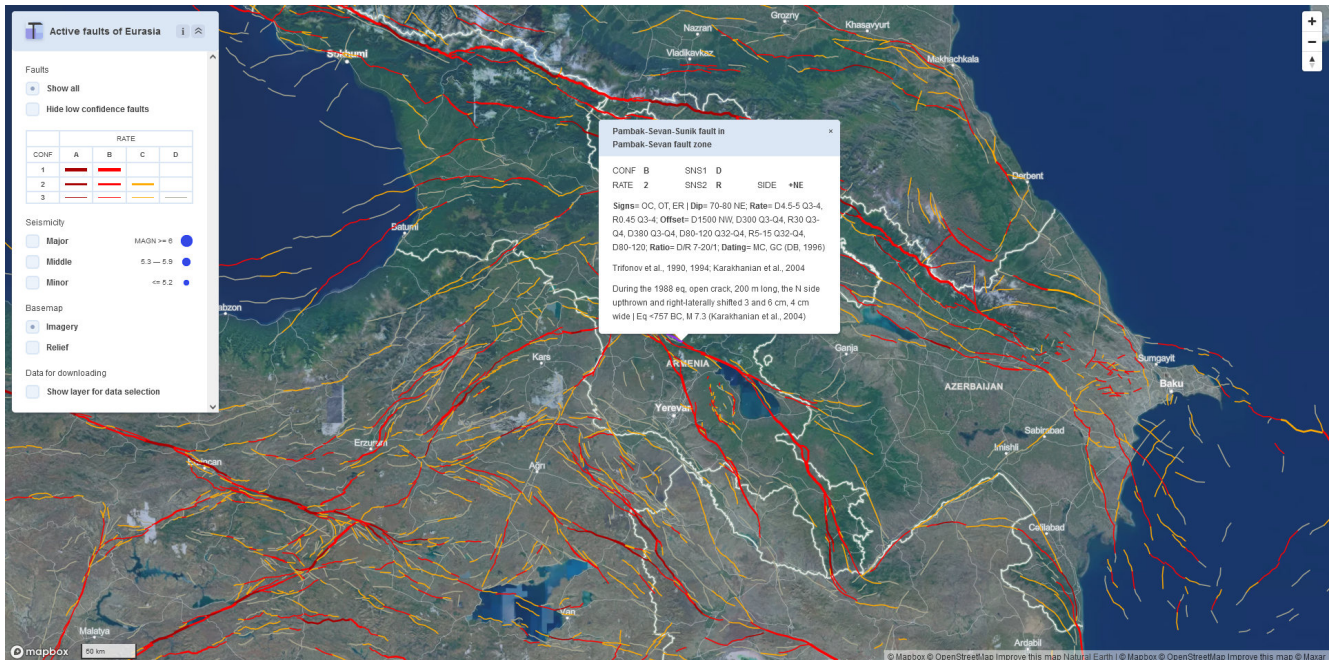 Active faults of Eurasia
i
Faults
Show all
Hide low confidence faults
RATE
CONF A B C D
1
2
3
Seismicity
Major MAGN >= 6
Middle 5.3 — 5.9
Minor <= 5.2
Basemap
Imagery
Relief
Data for downloading
Show layer for data selection
Pambak-Sevan-Sunik fault in
Pambak-Sevan fault zone
×
CONF B SNS1 D
RATE 2 SNS2 R SIDE +NE
Signs= OC, OT, ER | Dip= 70-80 NE; Rate= D4.5-5 Q3-4,
R0.45 Q3-4; Offset= D1500 NW, D300 Q3-Q4, R30 Q3-
Q4, D380 Q3-Q4, D80-120 Q32-Q4, R5-15 Q32-Q4,
D80-120; Ratio= D/R 7-20/1; Dating= MC, GC (DB, 1996)
Trifonov et al., 1990, 1994; Karakhanian et al., 2004
During the 1988 eq, open crack, 200 m long, the N side
upthrown and right-laterally shifted 3 and 6 cm, 4 cm
wide | Eq <757 BC, M 7.3 (Karakhanian et al., 2004)
Grozny
Khasavyurt
Nazran
Vladikavkaz
Makhachkala
Sokhumi
Derbent
Batumi
abzon
Kars
Ganja
Sumgayit
ARMENIA
Baku
AZERBAIJAN
Yerevan
Sabirabad
Imishli
Erzurum
Erzincan
Ağrı
Calilabad
Van
Malatya
Ardabil
mapbox
50 km
© Mapbox © OpenStreetMap Improve this map Natural Earth | © Mapbox © OpenStreetMap Improve this map © Maxar
+
−